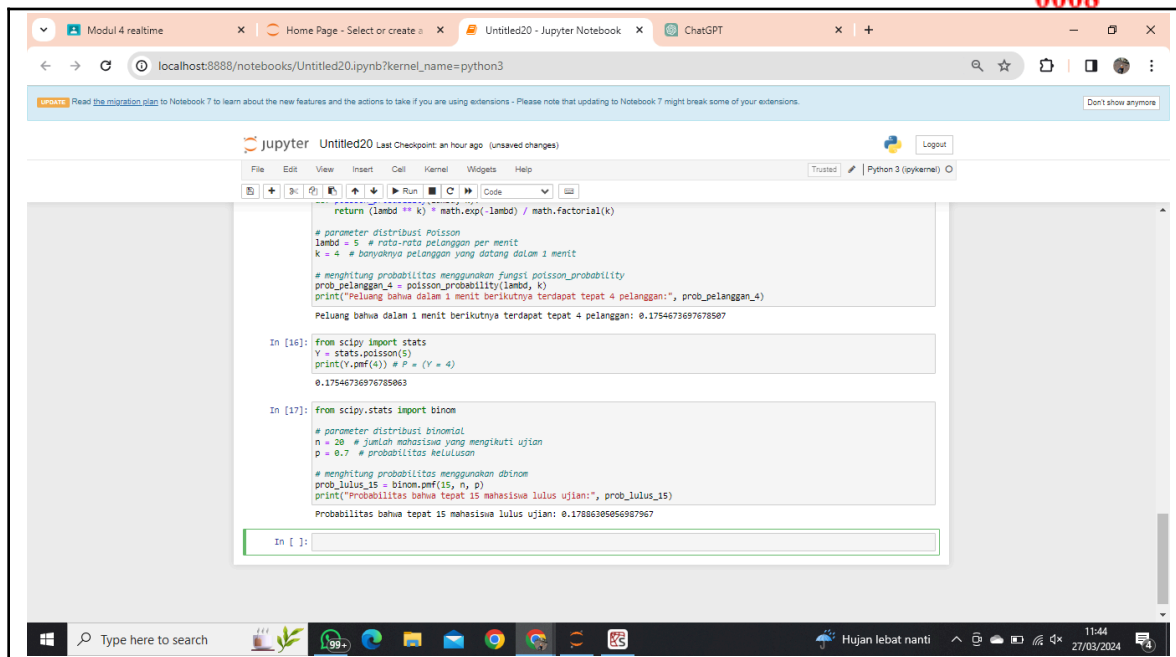 0008
Modul 4 realtime
Home Page - Select or create a
Untitled20 - Jupyter Notebook
ChatGPT
localhost:8888/notebooks/Untitled20.ipynb?kernel_name=python3
UPDATE Read the migration plan to Notebook 7 to learn about the new features and the actions to take if you are using extensions - Please note that updating to Notebook 7 might break some of your extensions.
Don't show anymore
jupyter Untitled20 Last Checkpoint: an hour ago (unsaved changes)
Logout
File Edit View Insert Cell Kernel Widgets Help
Trusted Python 3 (ipykernel)
Run Code
return (lambd ** k) * math.exp(-lambd) / math.factorial(k)
# parameter distribusi Poisson
lambd = 5 # rata-rata pelanggan per menit
k = 4 # banyaknya pelanggan yang datang dalam 1 menit
# menghitung probabilitas menggunakan fungsi poisson_probability
prob_pelanggan_4 = poisson_probability(lambd, k)
print("Peluang bahwa dalam 1 menit berikutnya terdapat tepat 4 pelanggan:", prob_pelanggan_4)
Peluang bahwa dalam 1 menit berikutnya terdapat tepat 4 pelanggan: 0.1754673697678507
In [16]: from scipy import stats
Y = stats.poisson(5)
print(Y.pmf(4)) # P = (Y = 4)
0.17546736976785063
In [17]: from scipy.stats import binom
# parameter distribusi binomial
n = 20 # jumlah mahasiswa yang mengikuti ujian
p = 0.7 # probabilitas kelulusan
# menghitung probabilitas menggunakan dbinom
prob_lulus_15 = binom.pmf(15, n, p)
print("Probabilitas bahwa tepat 15 mahasiswa lulus ujian:", prob_lulus_15)
Probabilitas bahwa tepat 15 mahasiswa lulus ujian: 0.17886305056987967
In [ ]:
Type here to search
99+
Hujan lebat nanti
11:44
27/03/2024
4